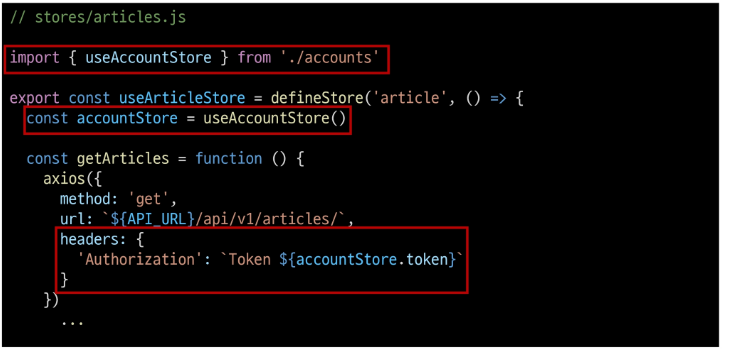 // stores/articles.js
import { useAccountStore } from './accounts'
export const useArticleStore = defineStore('article', () => {
const accountStore = useAccountStore()
const getArticles = function () {
axios({
method: 'get',
url: `${API_URL}/api/v1/articles/`,
headers: {
'Authorization': `Token ${accountStore.token}`
}
})
...